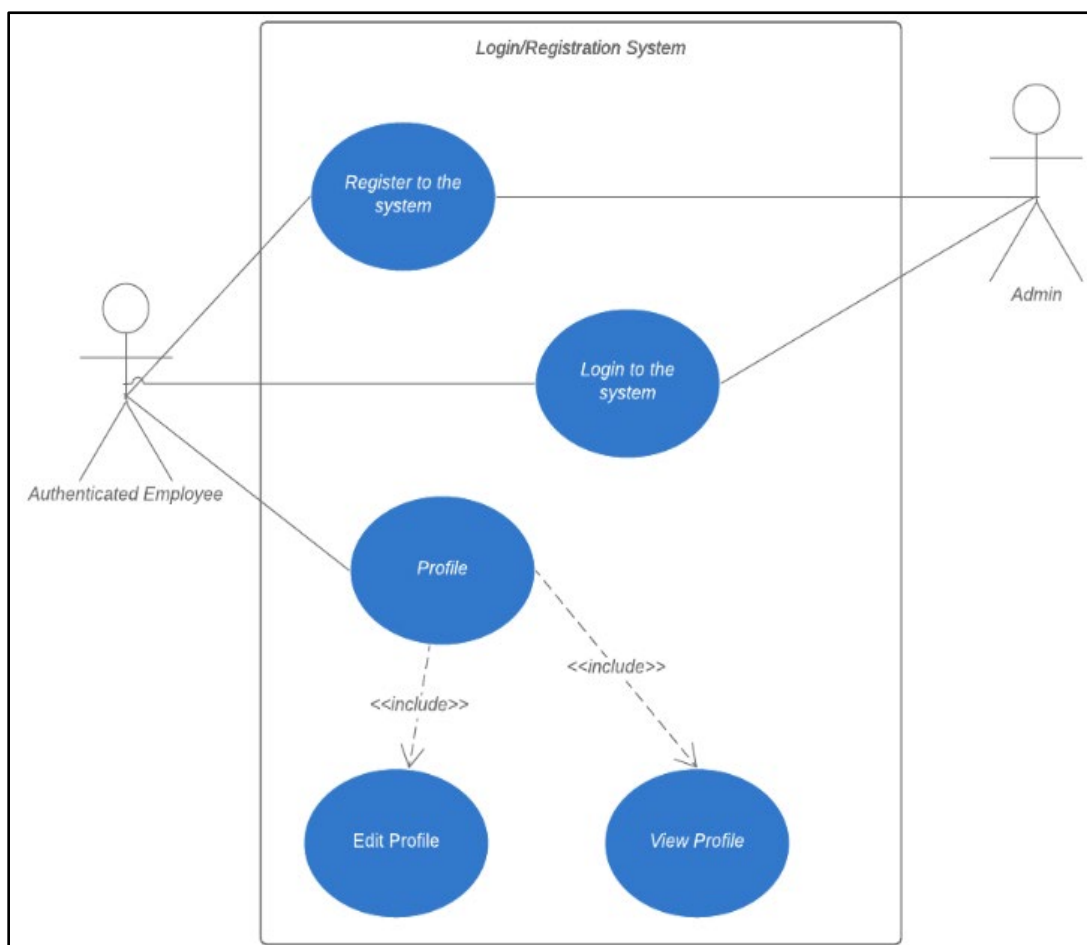 Login/Registration System
Register to the
system
Admin
Login to the
system
Authenticated Employee
Profile
<<include>>
<<include>>
Edit Profile
View Profile